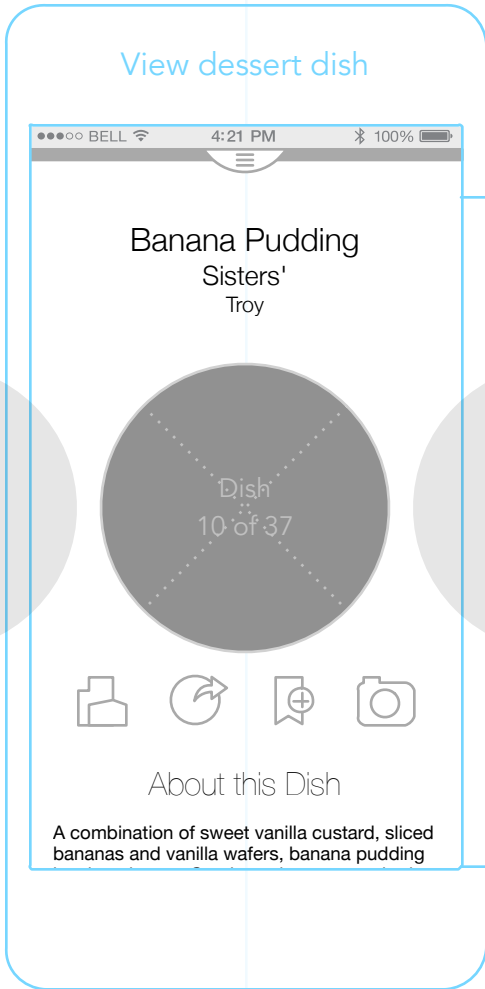 View dessert dish
BELL 4:21 PM 100%
Banana Pudding
Sisters'
Troy
Dish
10 of 37
About this Dish
A combination of sweet vanilla custard, sliced
bananas and vanilla wafers, banana pudding